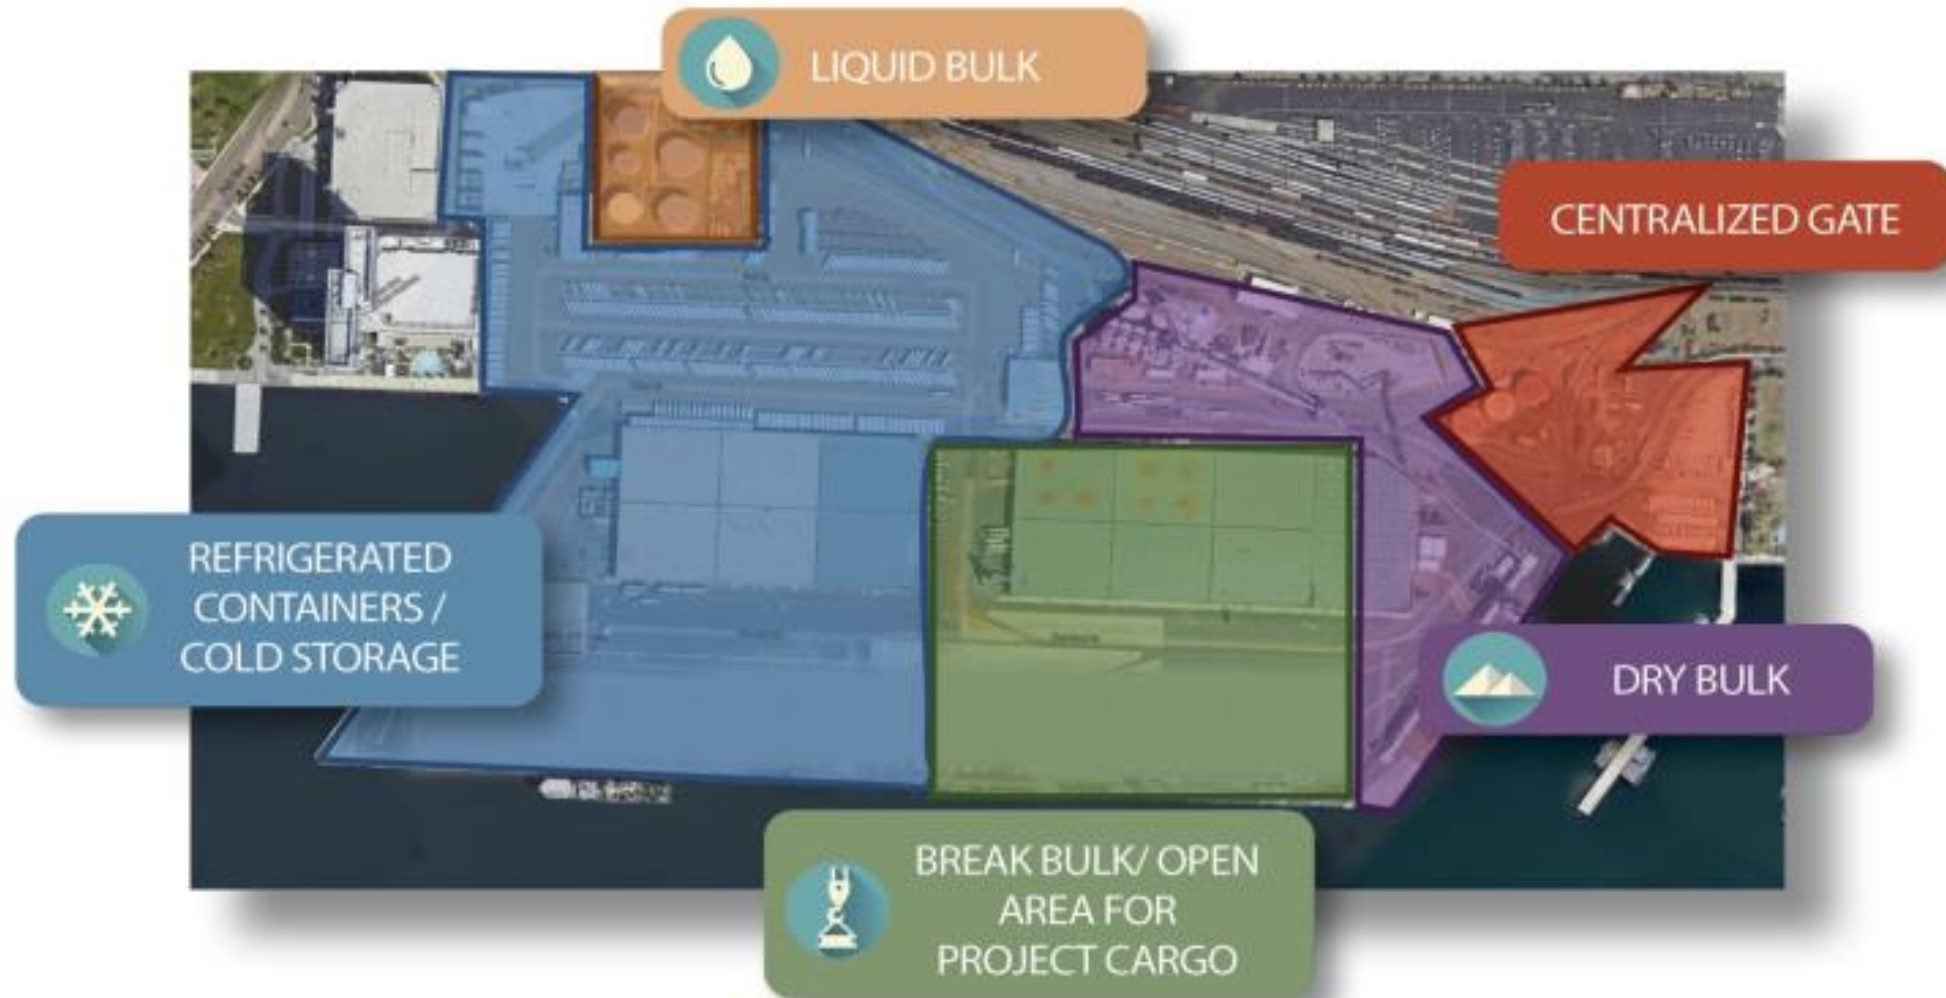 LIQUID BULK
CENTRALIZED GATE
REFRIGERATED
CONTAINERS /
COLD STORAGE
DRY BULK
BREAK BULK/ OPEN
AREA FOR
PROJECT CARGO